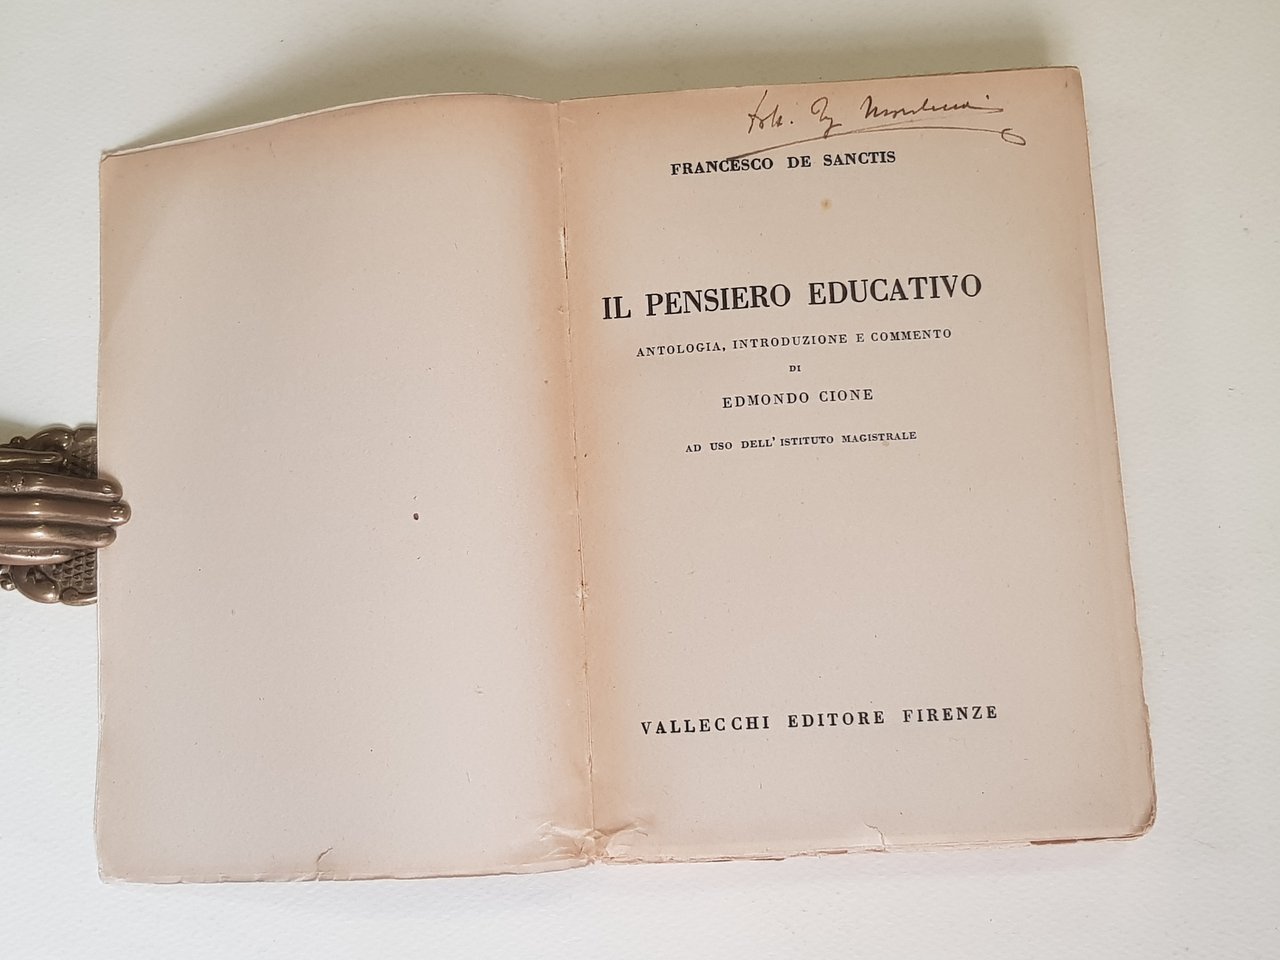 FRANCESCO DE SANCTIS
IL PENSIERO EDUCATIVO
ANTOLOGIA, INTRODUZIONE E COMMENTO
DI
EDMONDO CIONE
AD USO DELL' ISTITUTO MAGISTRALE
VALLECCHI EDITORE FIRENZE